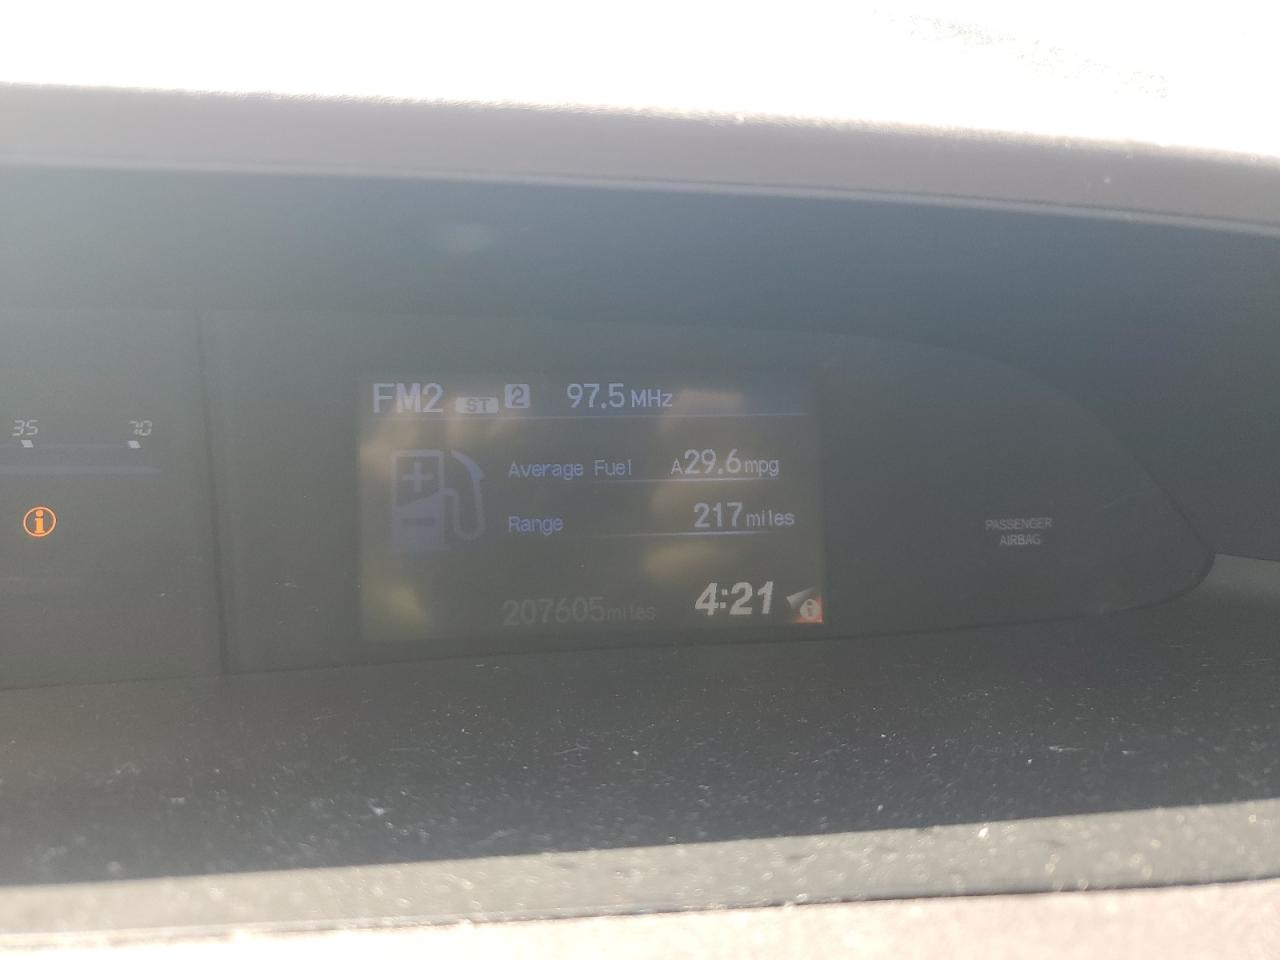 FM2 ST 2 97.5 MHz
35 70
Average Fuel A29.6mpg
Range 217miles
PASSENGER
AIRBAG
207605miles 4:21